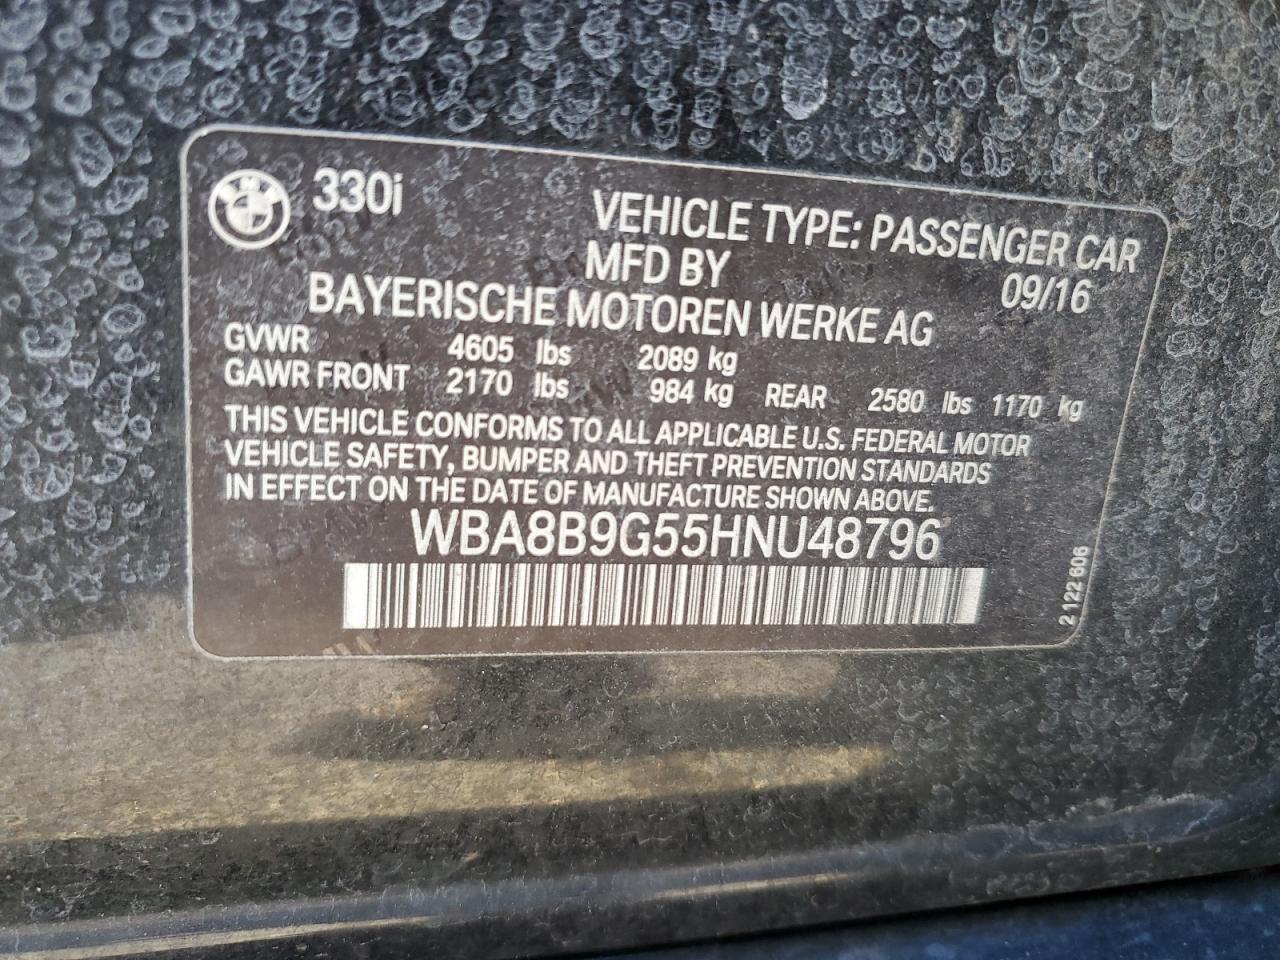 330i
VEHICLE TYPE: PASSENGER CAR
MFD BY 09/16
BAYERISCHE MOTOREN WERKE AG
GVWR 4605 lbs 2089 kg
GAWR FRONT 2170 lbs 984 kg REAR 2580 lbs 1170 kg
THIS VEHICLE CONFORMS TO ALL APPLICABLE U.S. FEDERAL MOTOR
VEHICLE SAFETY, BUMPER AND THEFT PREVENTION STANDARDS
IN EFFECT ON THE DATE OF MANUFACTURE SHOWN ABOVE.
WBA8B9G55HNU48796
2 122 606